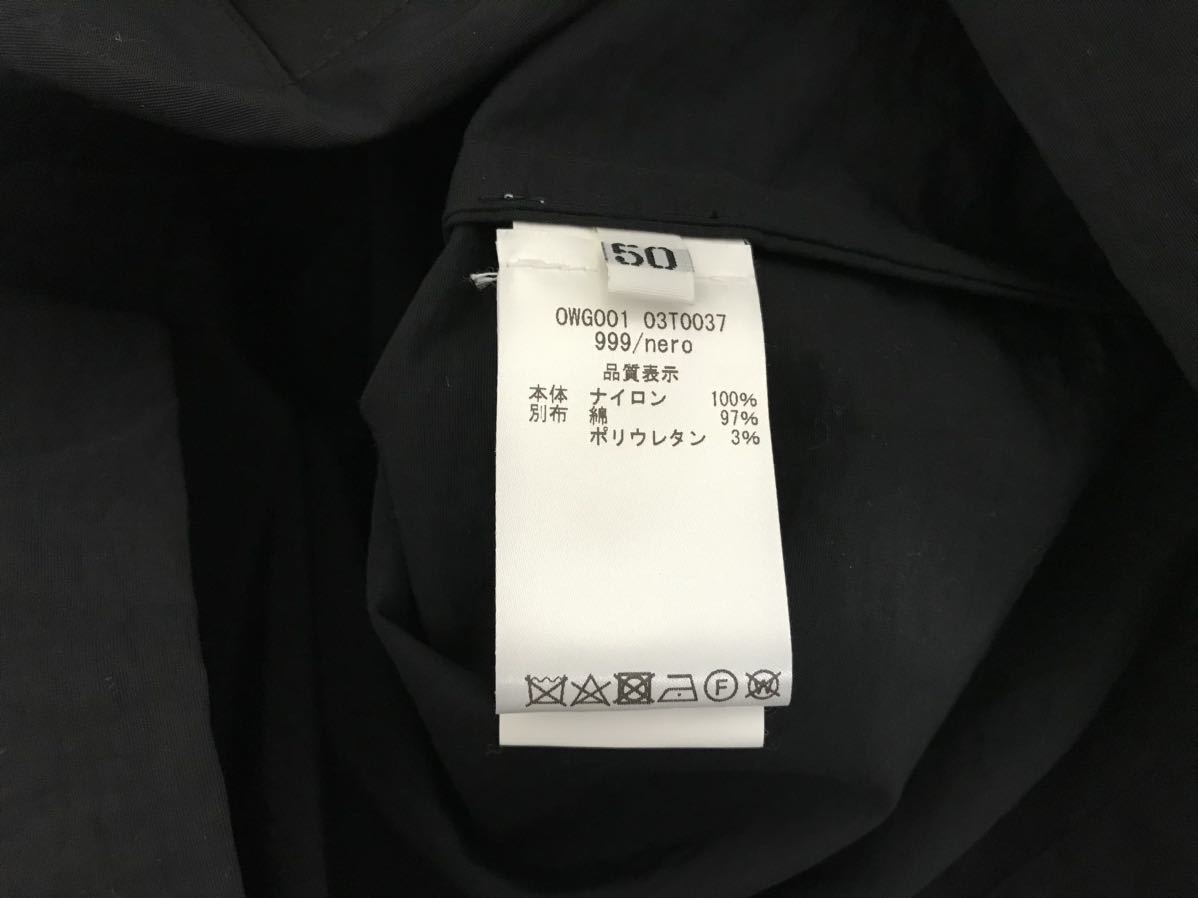 50
OWG001 03T0037
999/nero
品質表示
本体 ナイロン 100%
別布 綿 97%
ポリウレタン 3%
F W